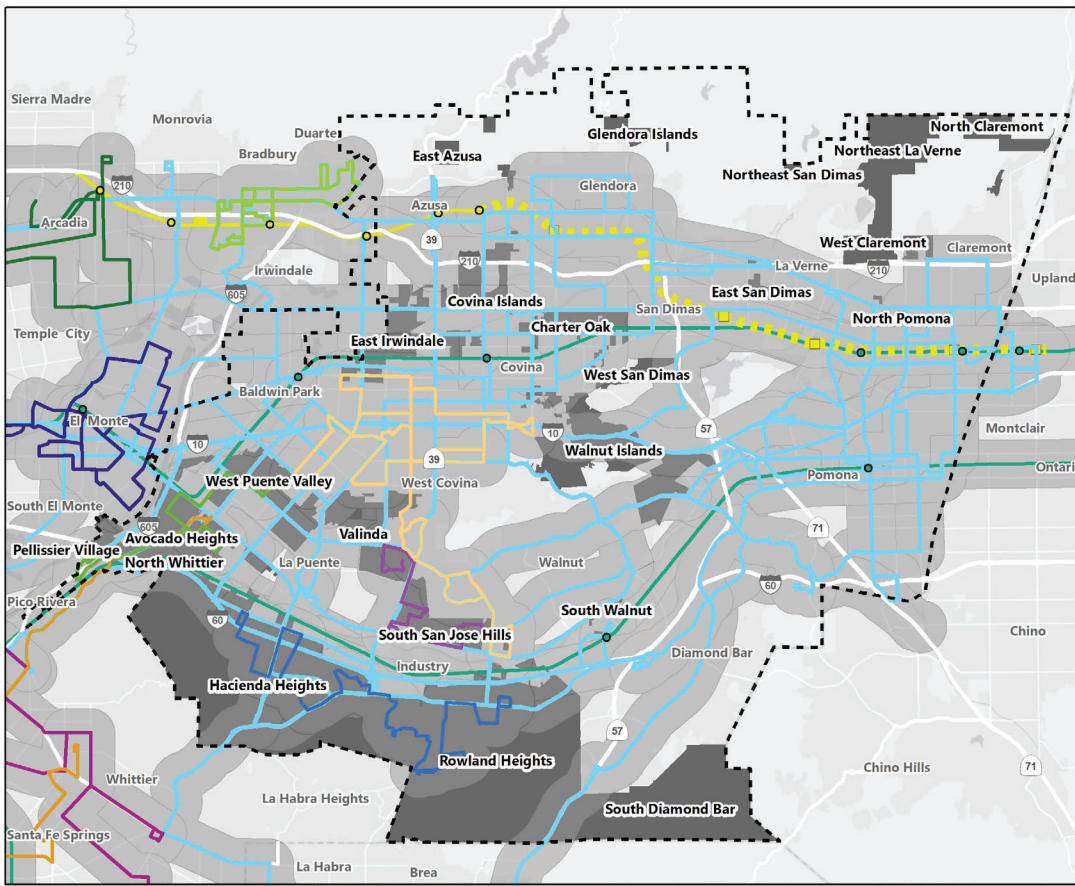 Sierra Madre
Monrovia
Duarte
Bradbury
East Azusa
Glendora Islands
North Claremont
Northeast La Verne
Northeast San Dimas
210
Arcadia
Azusa
Glendora
39
West Claremont
Claremont
210
Upland
La Verne
Irwindale
210
605
East San Dimas
Covina Islands
San Dimas
North Pomona
Temple City
East Irwindale
Charter Oak
Covina
West San Dimas
Baldwin Park
El Monte
10
10
57
Montclair
Walnut Islands
39
West Covina
West Puente Valley
Pomona
Ontari
South El Monte
605
Valinda
71
Avocado Heights
Pellissier Village
North Whittier
La Puente
Walnut
60
Pico Rivera
60
South Walnut
South San Jose Hills
Chino
Industry
Diamond Bar
Hacienda Heights
57
Rowland Heights
71
Chino Hills
Whittier
La Habra Heights
South Diamond Bar
Santa Fe Springs
La Habra
Brea